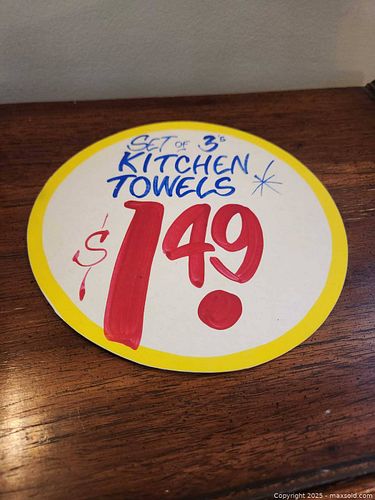 SET OF 3's
KITCHEN
TOWELS *
$1.49
Copyright 2025 - maxsold.com